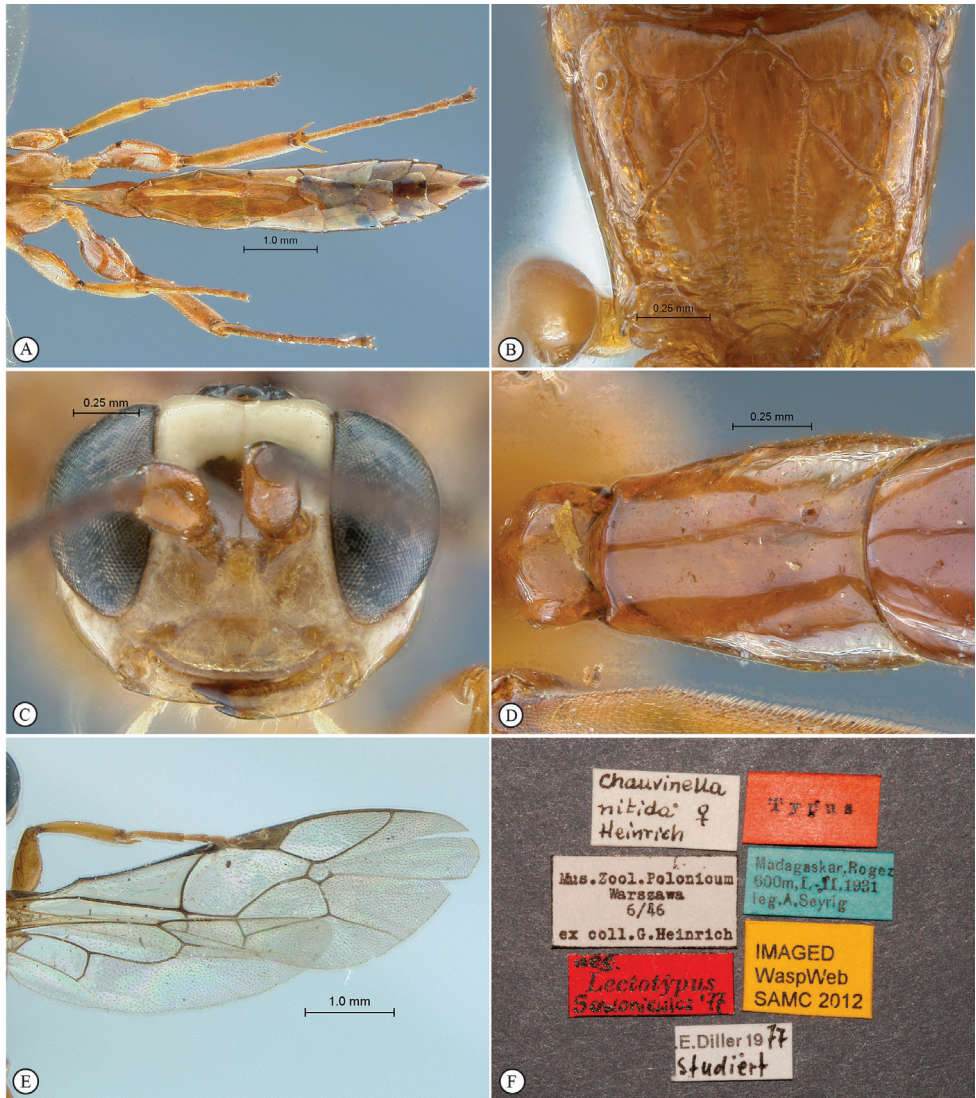 1.0 mm
A
0.25 mm
B
0.25 mm
C
0.25 mm
D
1.0 mm
E
Chauvinella
nitida ♀
Heinrich
Typus
Mus.Zool.Polonicum
Warszawa
6/46
ex coll.G.Heinrich
Madagaskar,Rogez
600m, 1931
leg.A.Seyrig
Lectotypus
'77
IMAGED
WaspWeb
SAMC 2012
E.Diller 1977
studiert
F